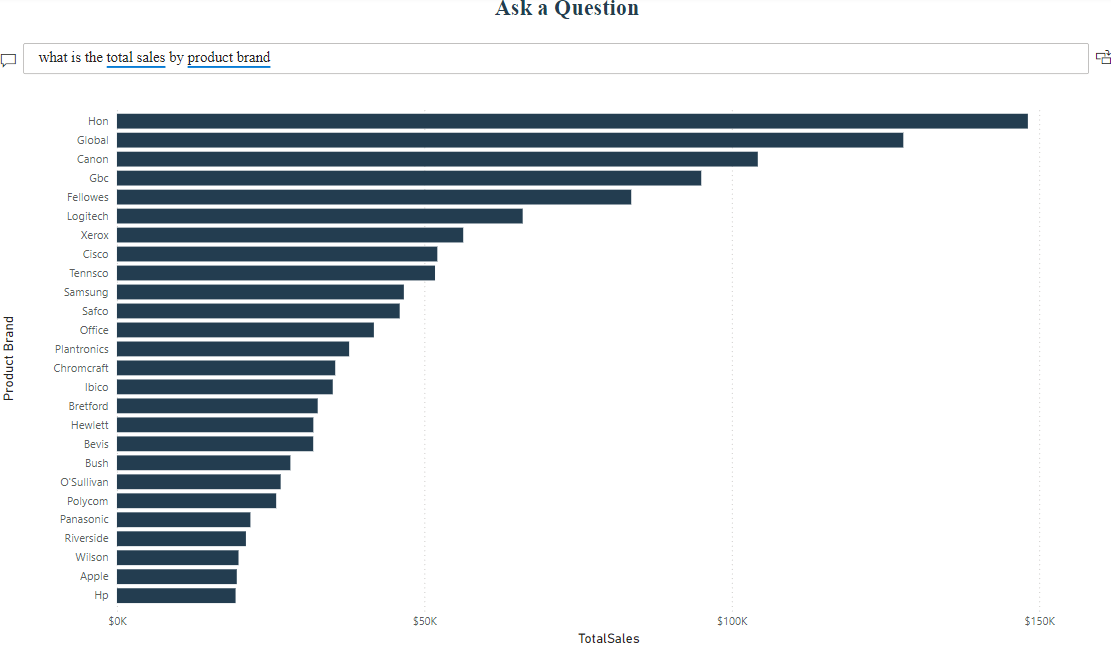 Ask a Question
what is the total sales by product brand
Product Brand
Hon
Global
Canon
Gbc
Fellowes
Logitech
Xerox
Cisco
Tennsco
Samsung
Safco
Office
Plantronics
Chromcraft
Ibico
Bretford
Hewlett
Bevis
Bush
O'Sullivan
Polycom
Panasonic
Riverside
Wilson
Apple
Hp
$0K $50K $100K $150K
TotalSales